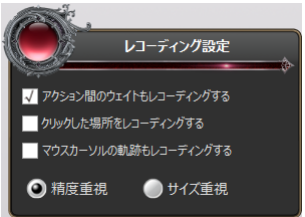 レコーディング設定
アクション間のウェイトもレコーディングする
クリックした場所をレコーディングする
マウスカーソルの軌跡もレコーディングする
精度重視 サイズ重視